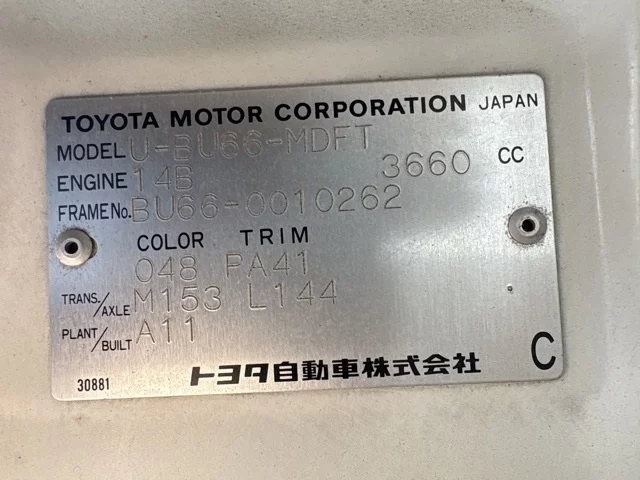 TOYOTA MOTOR CORPORATION JAPAN
MODEL U-BU66-MDFT
ENGINE 14B 3660 CC
FRAME No. BU66-0010262
COLOR TRIM
048 PA41
TRANS./AXLE M153 L144
PLANT/BUILT A11
30881 トヨタ自動車株式会社 C